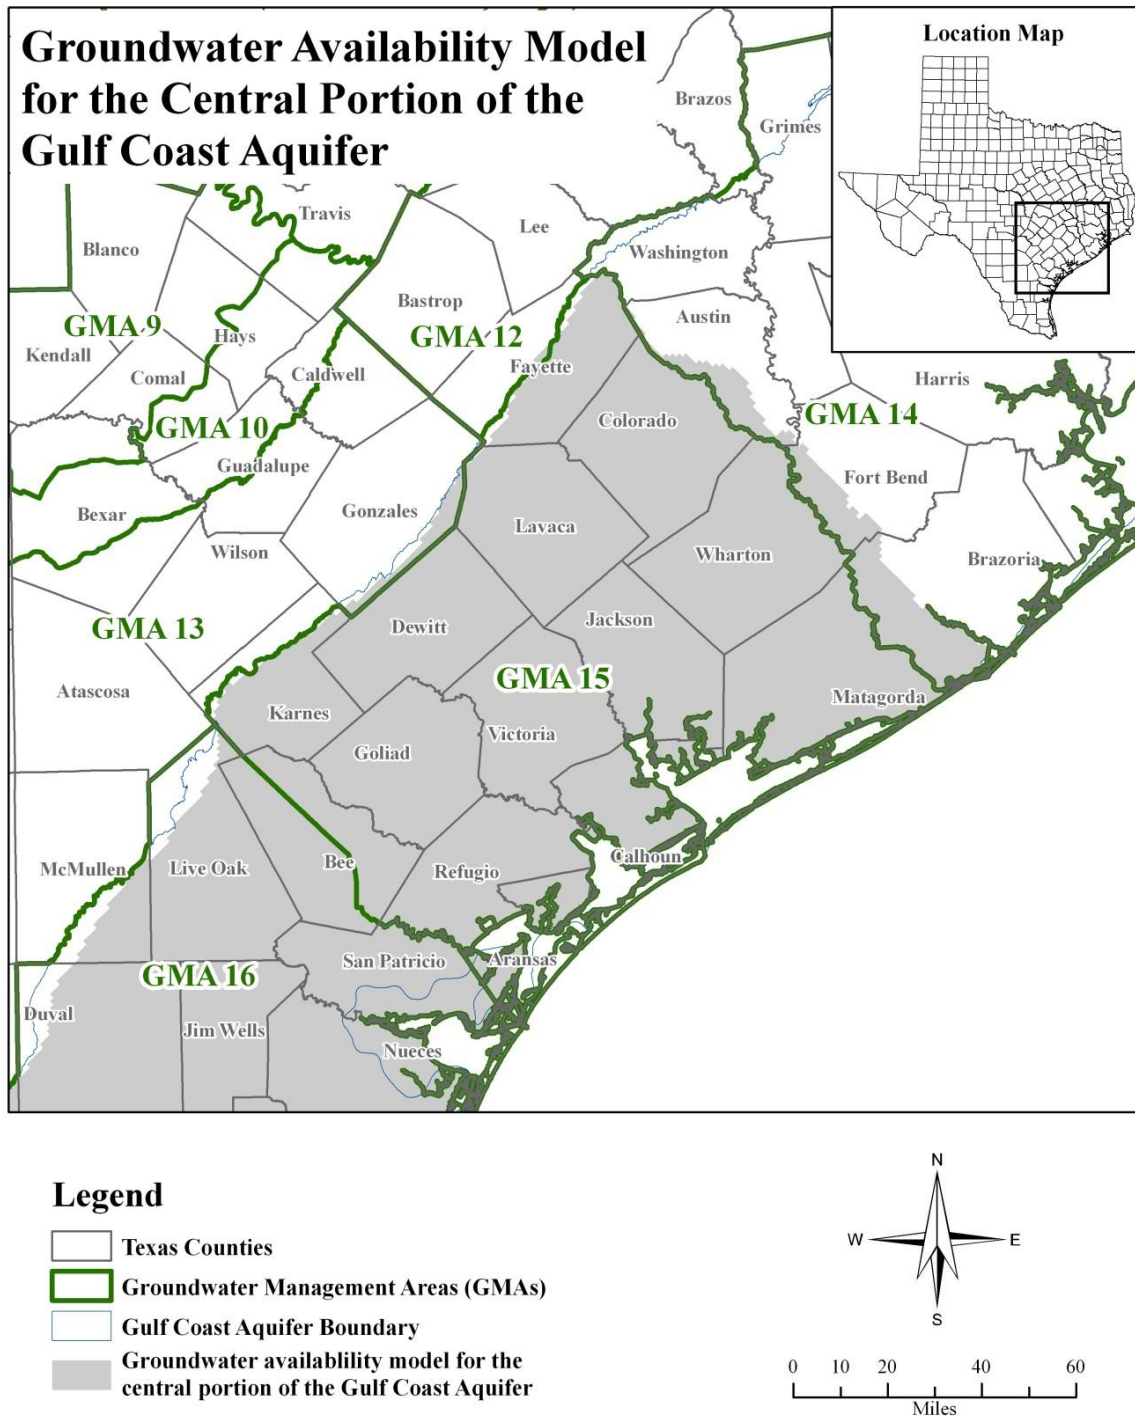 Groundwater Availability Model
for the Central Portion of the
Gulf Coast Aquifer
Location Map
Brazos
Grimes
Travis
Lee
Washington
Blanco
Bastrop
Austin
GMA 9
GMA 12
Hays
Kendall
Comal
Caldwell
Fayette
Harris
GMA 10
Colorado
GMA 14
Guadalupe
Fort Bend
Bexar
Gonzales
Lavaca
Wilson
Wharton
Brazoria
GMA 13
Dewitt
Jackson
GMA 15
Atascosa
Matagorda
Karnes
Victoria
Goliad
McMullen
Live Oak
Bee
Refugio
Calhoun
San Patricio
Aransas
GMA 16
Duval
Jim Wells
Nueces
Legend
Texas Counties
Groundwater Management Areas (GMAs)
Gulf Coast Aquifer Boundary
Groundwater availablility model for the
central portion of the Gulf Coast Aquifer
N
W
E
S
0 10 20 40 60
Miles